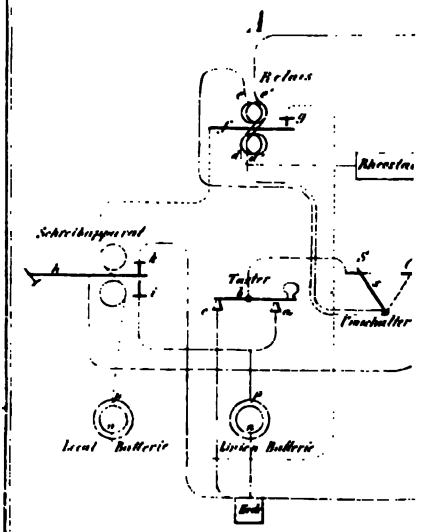 A
Relais
c e'
f g
d d'
Rheosta
Schreibapparat
k
h
i
S
s
Taster
b
c a
Umschalter
p p
n n
Local Batterie Linien Batterie
Erde